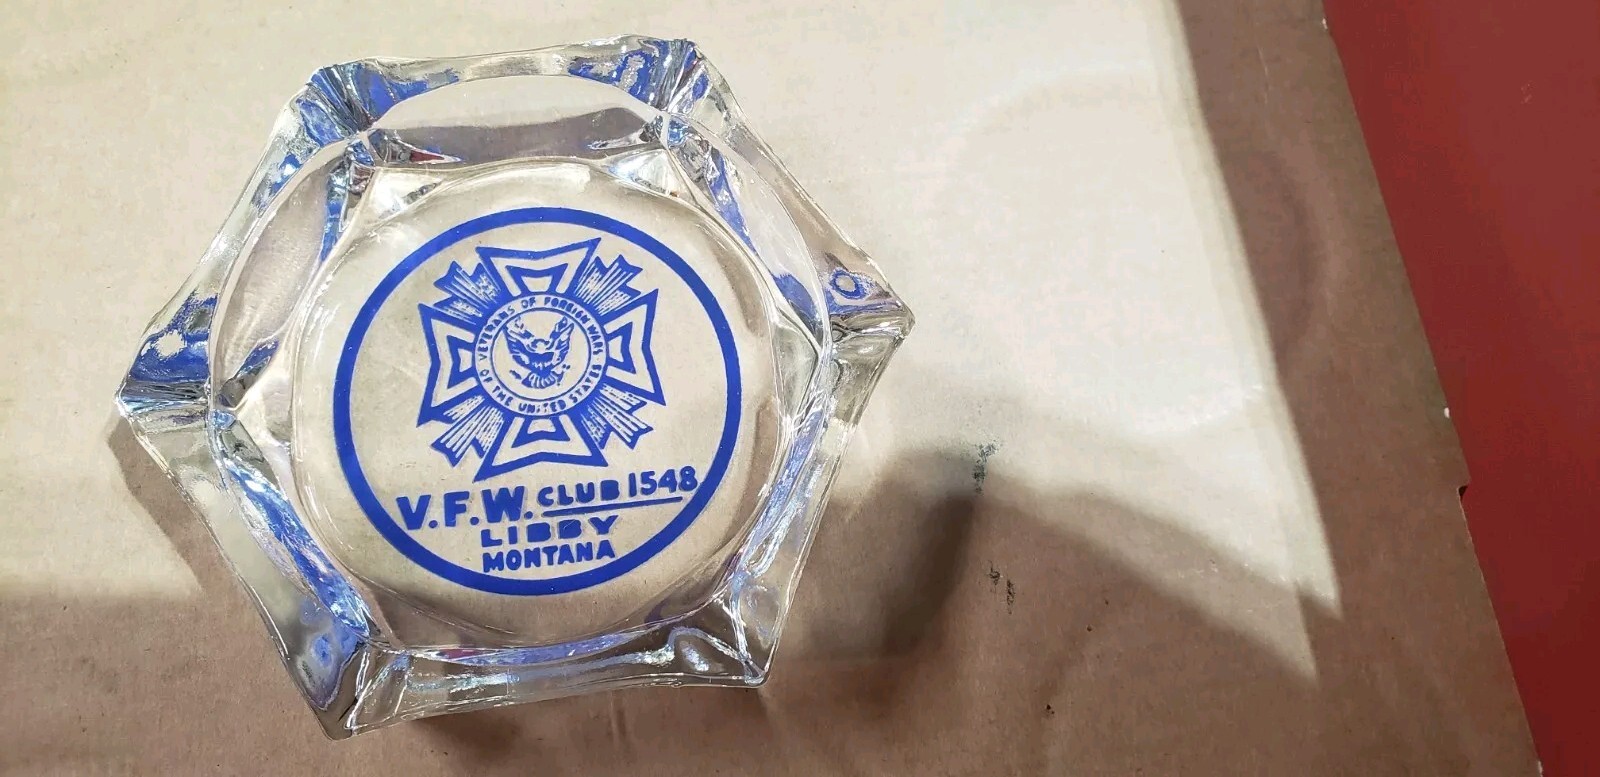 VETERANS OF FOREIGN WARS
OF THE UNITED STATES
V.F.W. CLUB 1548
LIBBY
MONTANA